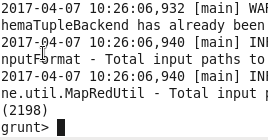 2017-04-07 10:26:06,932 [main] WAR
hemaTupleBackend has already been
2017-04-07 10:26:06,940 [main] INF
nputFormat - Total input paths to
2017-04-07 10:26:06,940 [main] INF
ne.util.MapRedUtil - Total input p
(2198)
grunt>